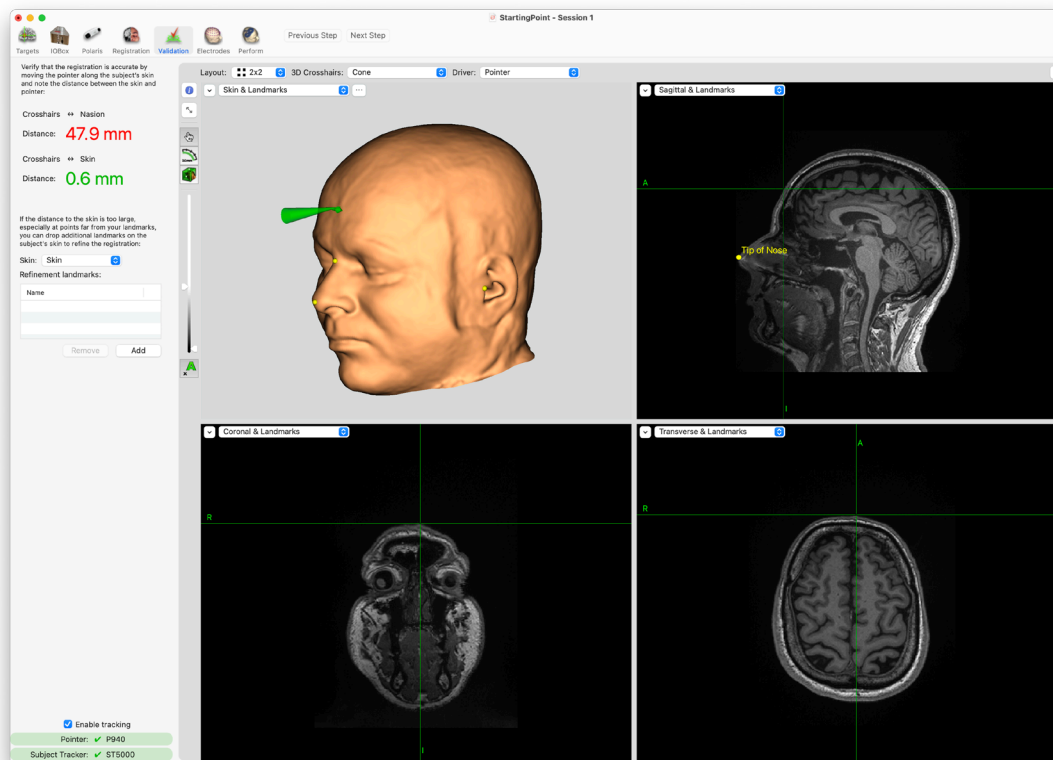 StartingPoint - Session 1
Targets
IOBox
Polaris
Registration
Validation
Electrodes
Perform
Previous Step
Next Step
Verify that the registration is accurate by
moving the pointer along the subject's skin
and note the distance between the skin and
pointer:
Crosshairs ⇔ Nasion
Distance: 47.9 mm
Crosshairs ⇔ Skin
Distance: 0.6 mm
If the distance to the skin is too large,
especially at points far from your landmarks,
you can drop additional landmarks on the
subject's skin to refine the registration:
Skin: Skin
Refinement landmarks:
Name
Remove
Add
Enable tracking
Pointer: ✓ P940
Subject Tracker: ✓ ST5000
Layout: 2x2
3D Crosshairs: Cone
Driver: Pointer
Skin & Landmarks
A
Sagittal & Landmarks
A
Tip of Nose
I
Coronal & Landmarks
R
I
Transverse & Landmarks
A
R